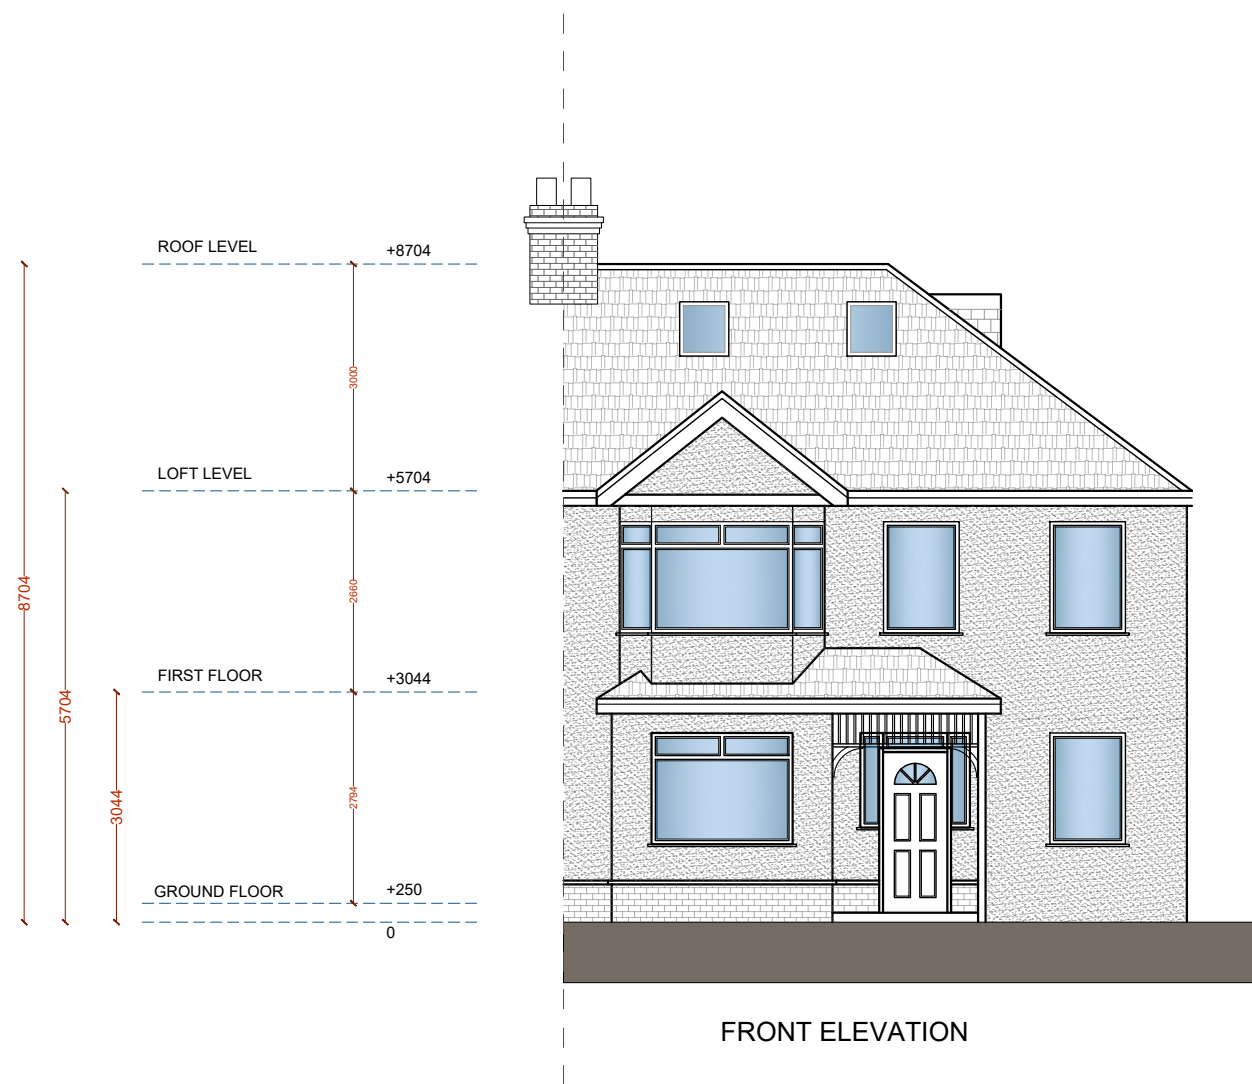 ROOF LEVEL +8704
3000
LOFT LEVEL +5704
8704
2660
FIRST FLOOR +3044
5704
3044
2794
GROUND FLOOR +250
0
FRONT ELEVATION